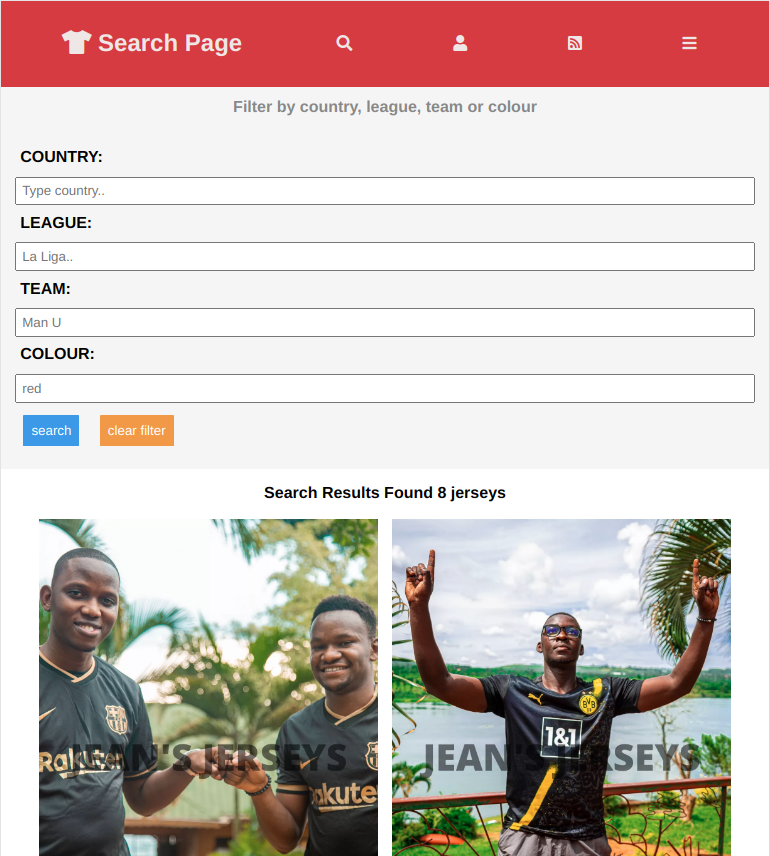 Search Page
Filter by country, league, team or colour
COUNTRY:
Type country..
LEAGUE:
La Liga..
TEAM:
Man U
COLOUR:
red
search clear filter
Search Results Found 8 jerseys
BVB
09
1&1
JEAN'S JERSEYS
JEAN'S JERSEYS
Rakuten
Rakuten